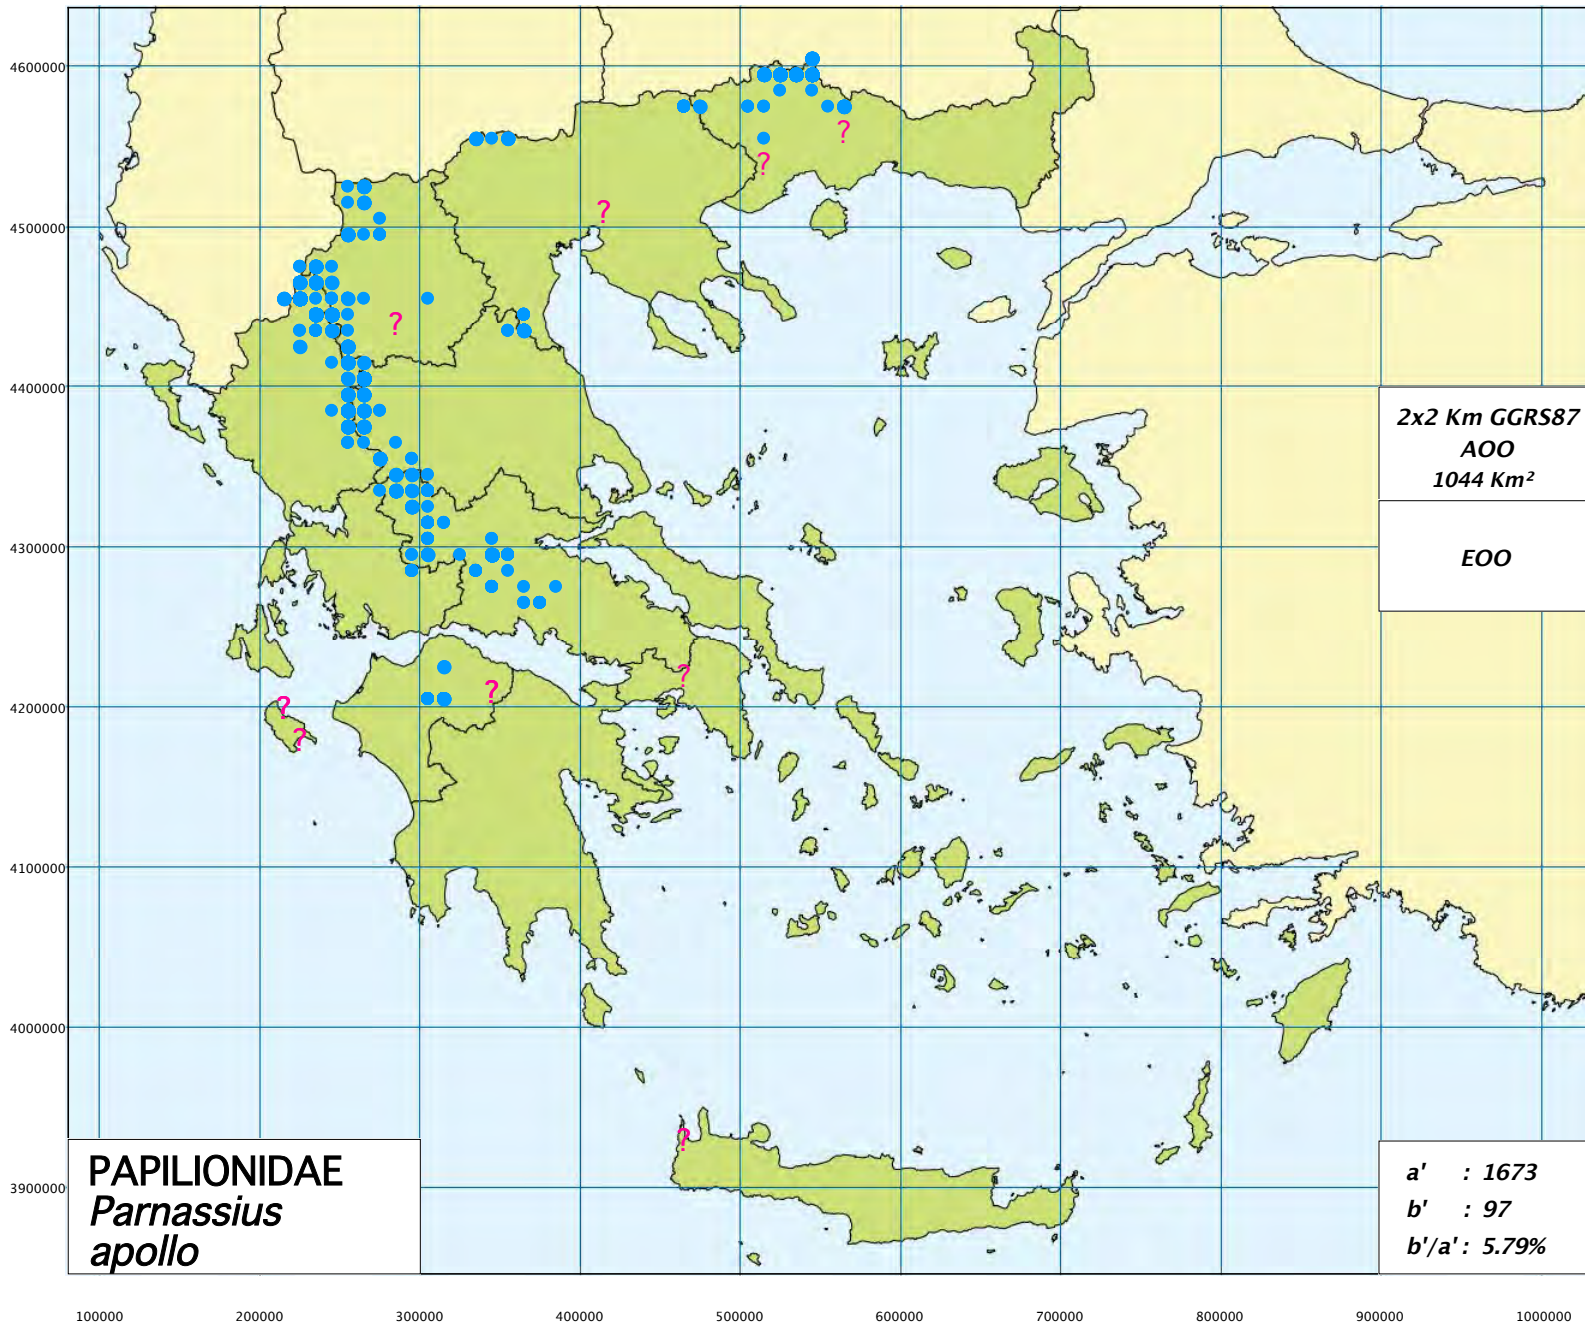 4600000
?
?
4500000
?
?
4400000
2x2 Km GGRS87
AOO
1044 Km²
EOO
4300000
?
?
?
?
4200000
4100000
4000000
?
3900000
PAPILIONIDAE
Parnassius
apollo
a' : 1673
b' : 97
b'/a' : 5.79%
100000 200000 300000 400000 500000 600000 700000 800000 900000 1000000